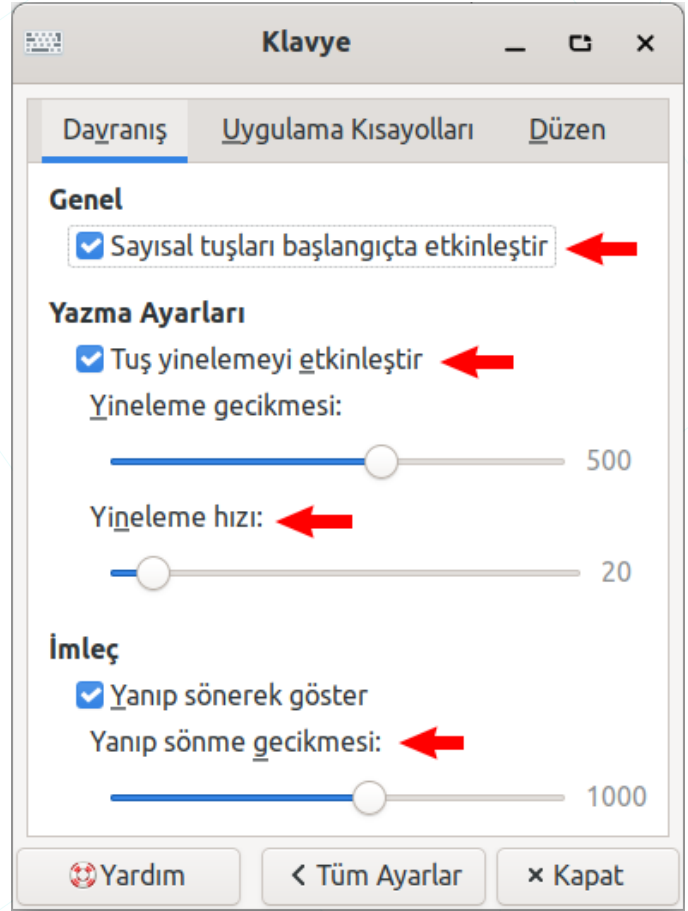 Klavye
Davranış Uygulama Kısayolları Düzen
Genel
Sayısal tuşları başlangıçta etkinleştir
Yazma Ayarları
Tuş yinelemeyi etkinleştir
Yineleme gecikmesi:
500
Yineleme hızı:
20
İmleç
Yanıp sönerek göster
Yanıp sönme gecikmesi:
1000
Yardım < Tüm Ayarlar × Kapat